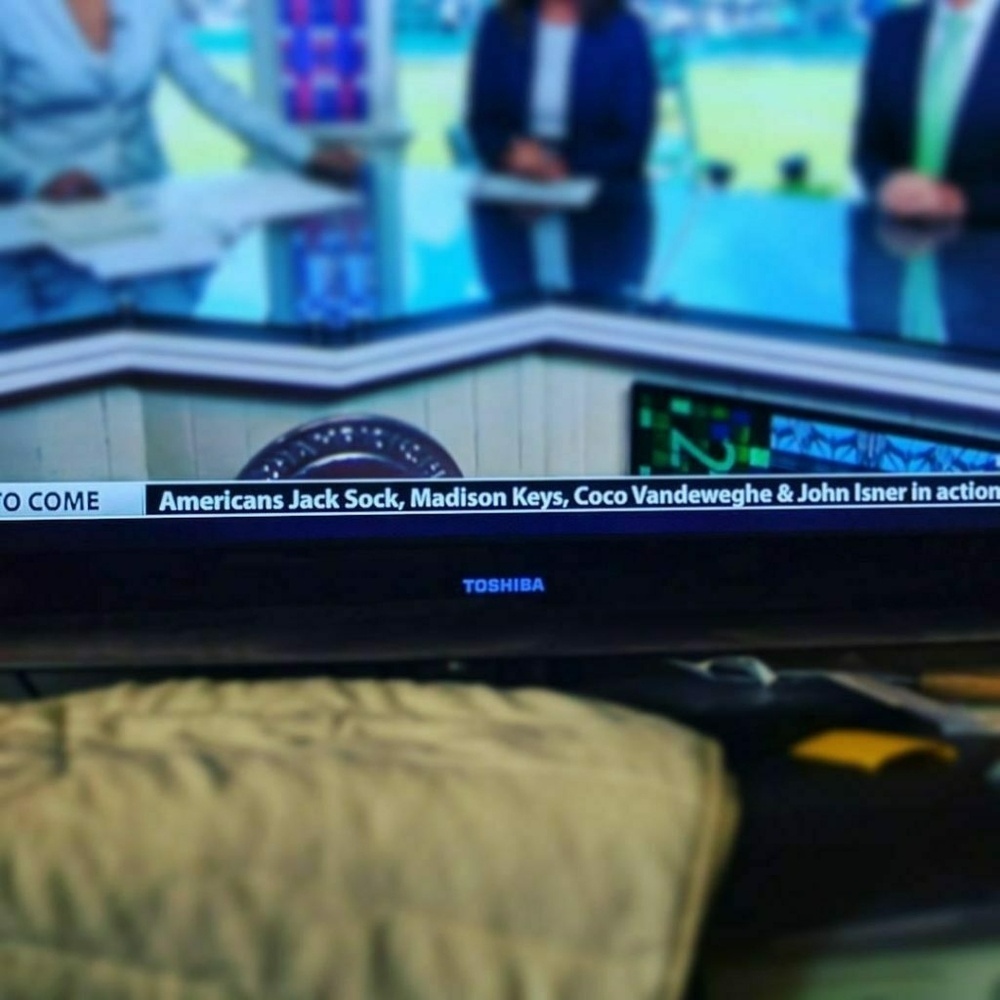 TO COME
Americans Jack Sock, Madison Keys, Coco Vandeweghe & John Isner in action
TOSHIBA